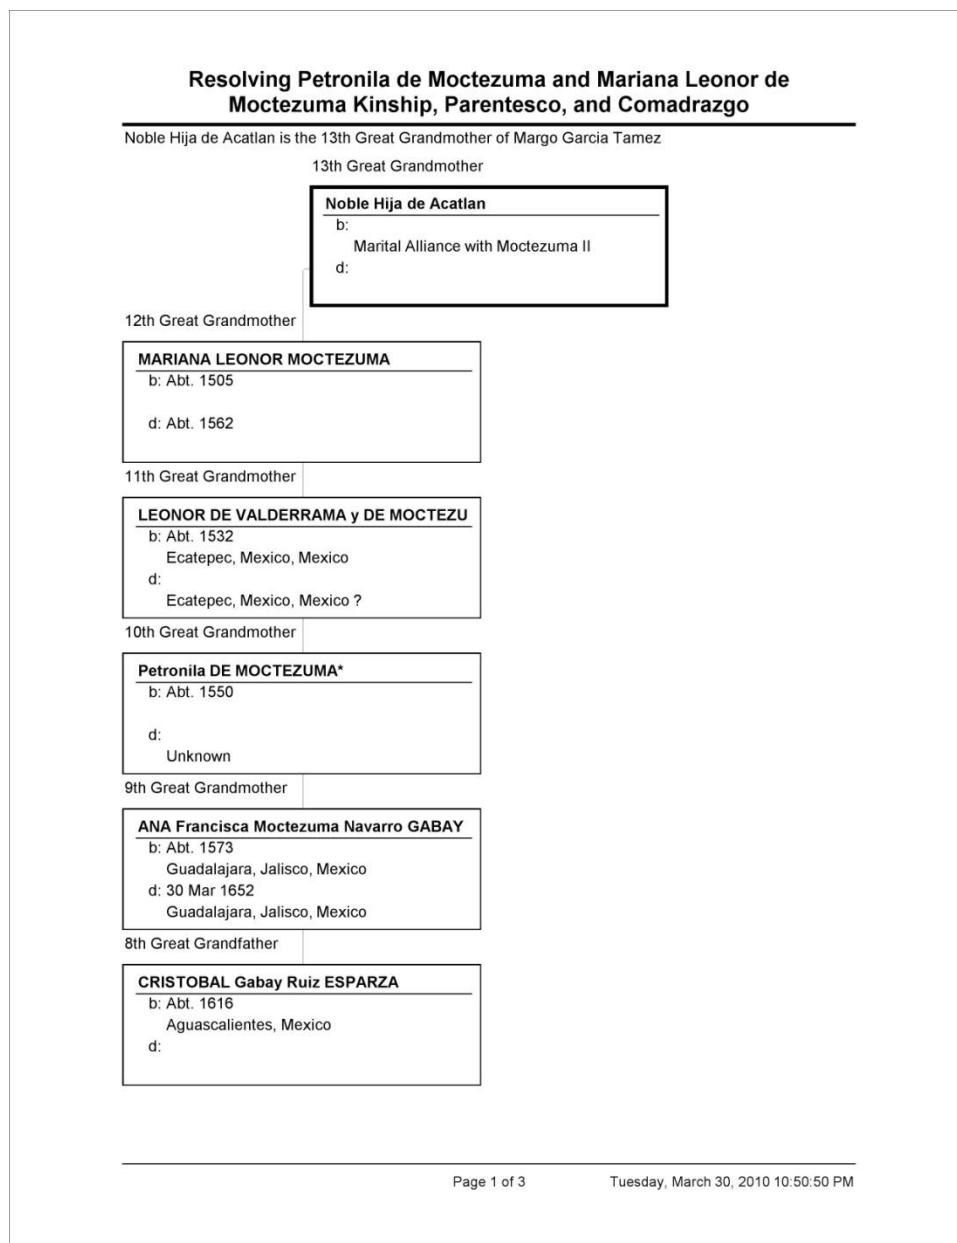 Resolving Petronila de Moctezuma and Mariana Leonor de
Moctezuma Kinship, Parentesco, and Comadrazgo
Noble Hija de Acatlan is the 13th Great Grandmother of Margo Garcia Tamez
13th Great Grandmother
Noble Hija de Acatlan
b:
Marital Alliance with Moctezuma II
d:
12th Great Grandmother
MARIANA LEONOR MOCTEZUMA
b: Abt. 1505
d: Abt. 1562
11th Great Grandmother
LEONOR DE VALDERRAMA y DE MOCTEZU
b: Abt. 1532
Ecatepec, Mexico, Mexico
d:
Ecatepec, Mexico, Mexico ?
10th Great Grandmother
Petronila DE MOCTEZUMA*
b: Abt. 1550
d:
Unknown
9th Great Grandmother
ANA Francisca Moctezuma Navarro GABAY
b: Abt. 1573
Guadalajara, Jalisco, Mexico
d: 30 Mar 1652
Guadalajara, Jalisco, Mexico
8th Great Grandfather
CRISTOBAL Gabay Ruiz ESPARZA
b: Abt. 1616
Aguascalientes, Mexico
d:
Page 1 of 3 Tuesday, March 30, 2010 10:50:50 PM